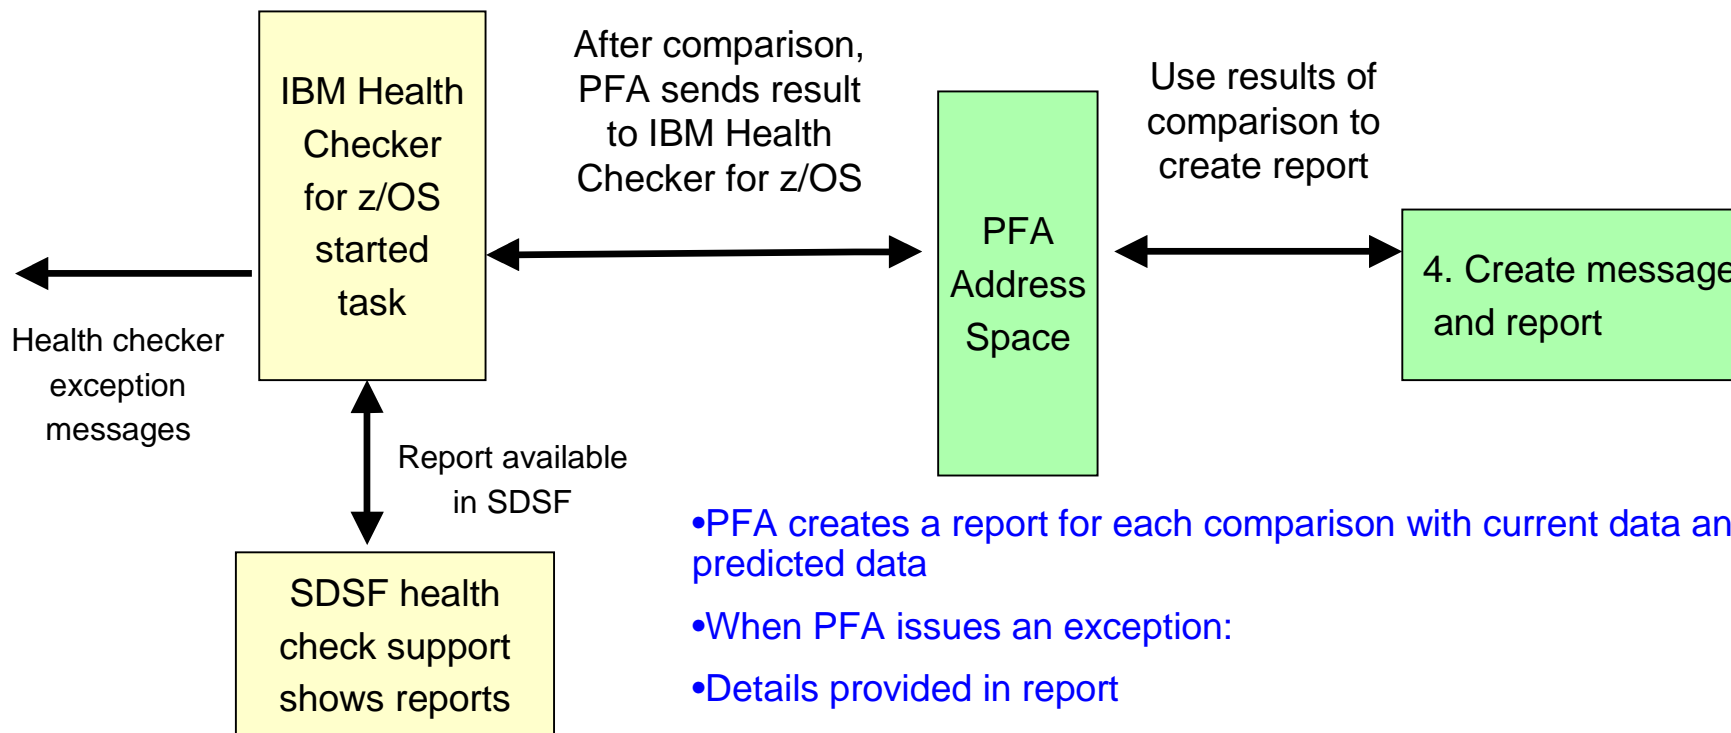 IBM Health
Checker
for z/OS
started
task
After comparison,
PFA sends result
to IBM Health
Checker for z/OS
PFA
Address
Space
Use results of
comparison to
create report
4. Create message
and report
Health checker
exception
messages
Report available
in SDSF
SDSF health
check support
shows reports
•PFA creates a report for each comparison with current data an
predicted data
•When PFA issues an exception:
•Details provided in report